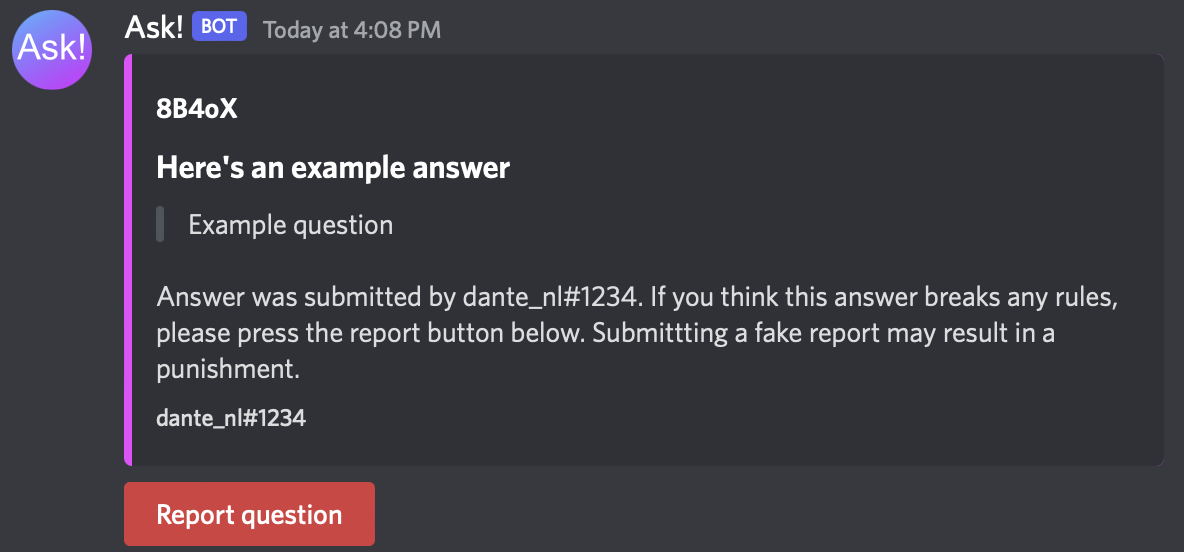 Ask!
Ask! BOT Today at 4:08 PM
8B4oX
Here's an example answer
Example question
Answer was submitted by dante_nl#1234. If you think this answer breaks any rules,
please press the report button below. Submittting a fake report may result in a
punishment.
dante_nl#1234
Report question